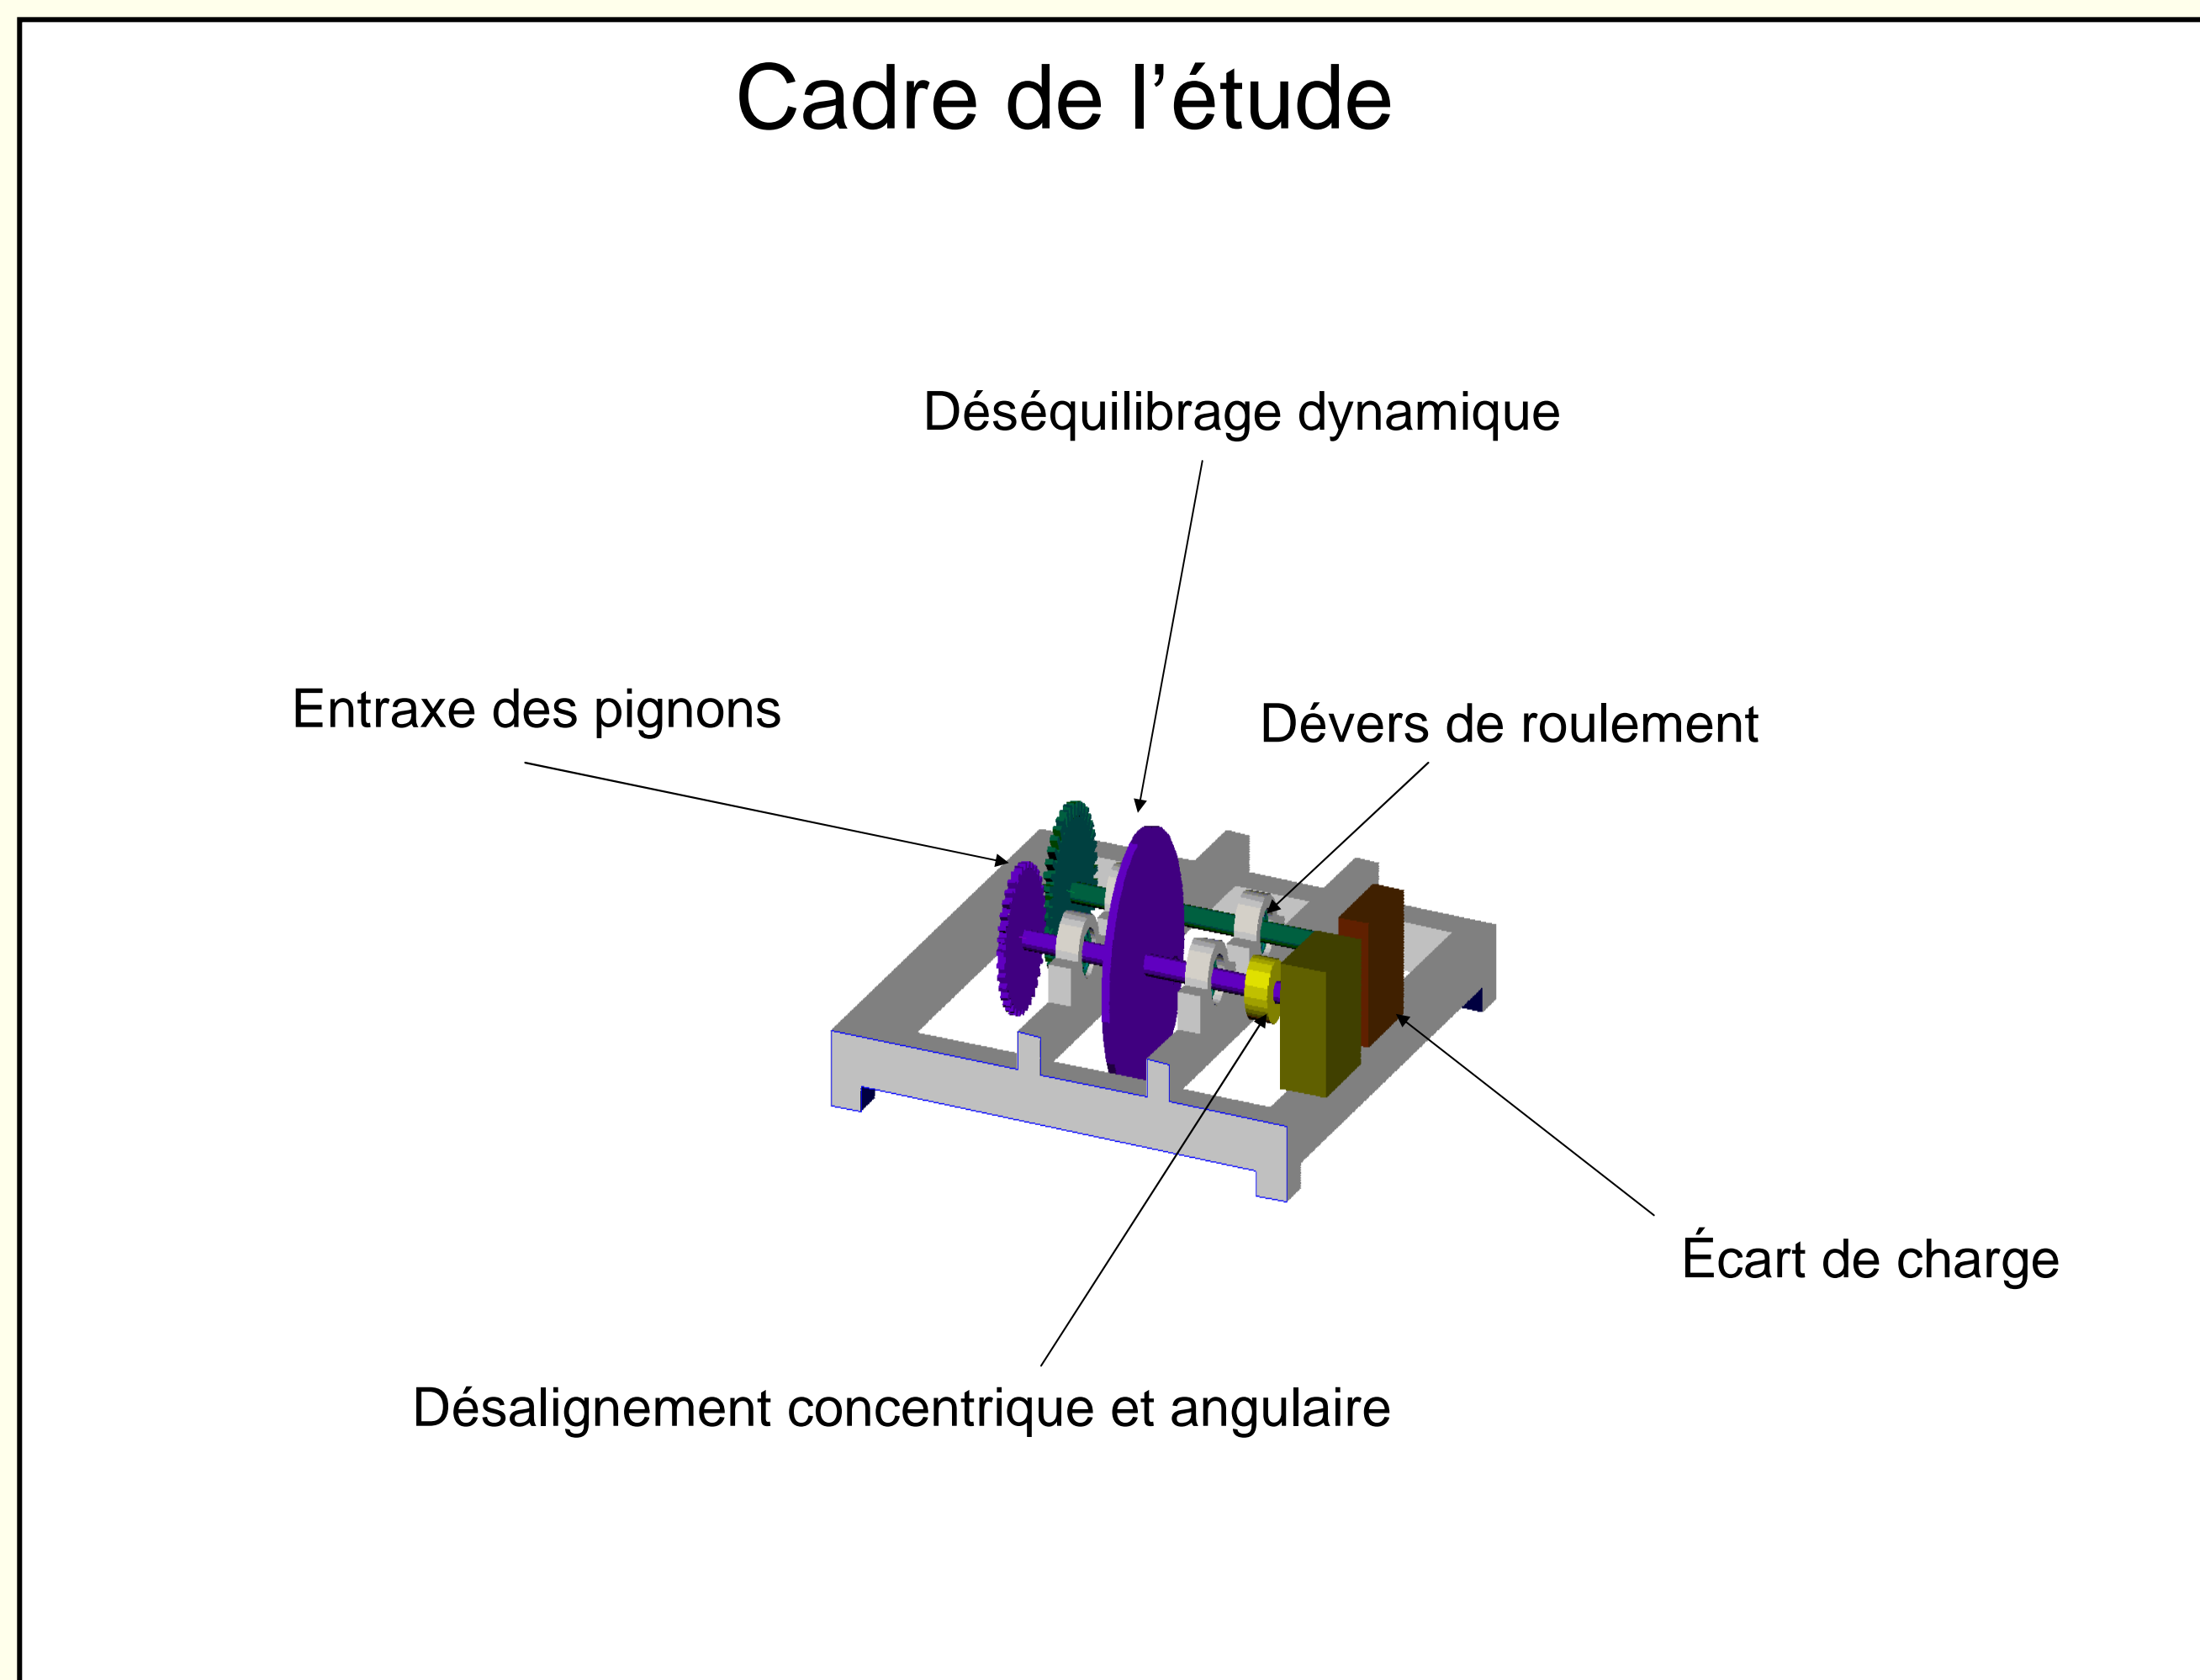 Cadre de l’étude
Déséquilibrage dynamique
Entraxe des pignons
Dévers de roulement
Écart de charge
Désalignement concentrique et angulaire